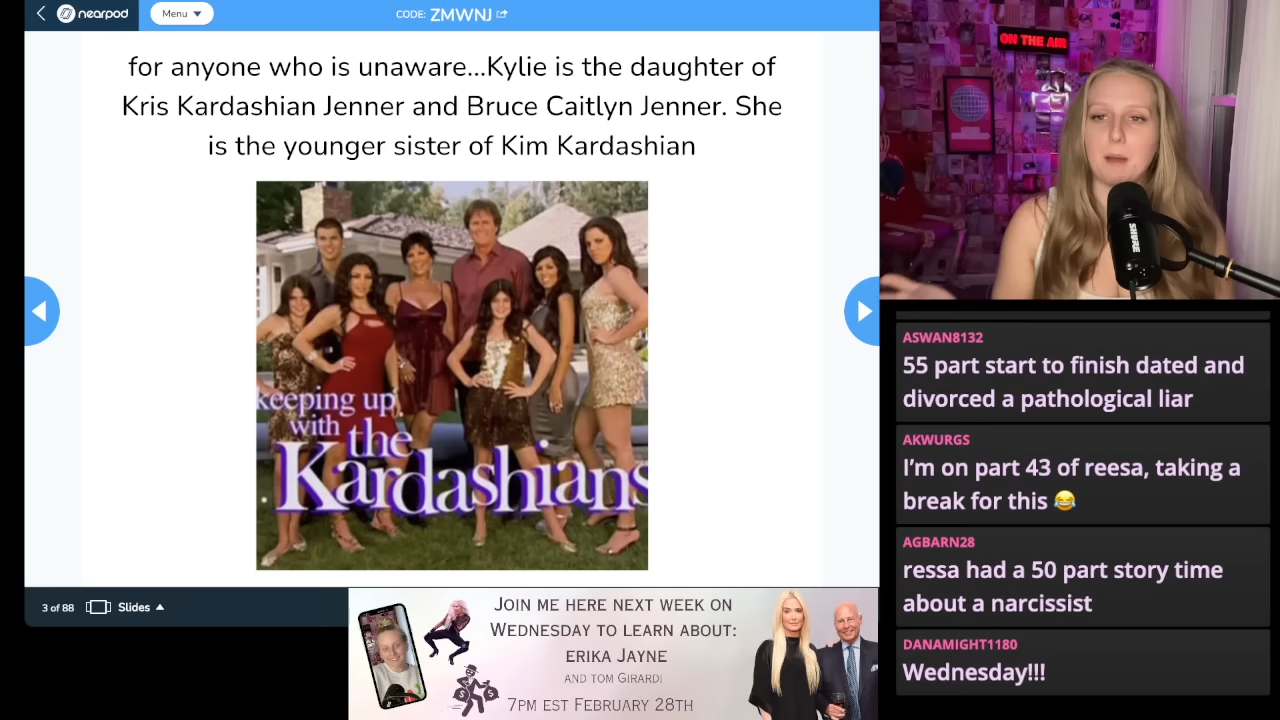 nearpod
Menu
CODE: ZMWNJ
for anyone who is unaware...Kylie is the daughter of
Kris Kardashian Jenner and Bruce Caitlyn Jenner. She
is the younger sister of Kim Kardashian
keeping up
with the
Kardashians
3 of 88
Slides
JOIN ME HERE NEXT WEEK ON
WEDNESDAY TO LEARN ABOUT:
ERIKA JAYNE
AND TOM GIRARDI
7PM EST FEBRUARY 28TH
ON THE AIR
SHURE
ASWAN8132
55 part start to finish dated and
divorced a pathological liar
AKWURGS
I'm on part 43 of reesa, taking a
break for this 😂
AGBARN28
ressa had a 50 part story time
about a narcissist
DANAMIGHT1180
Wednesday!!!